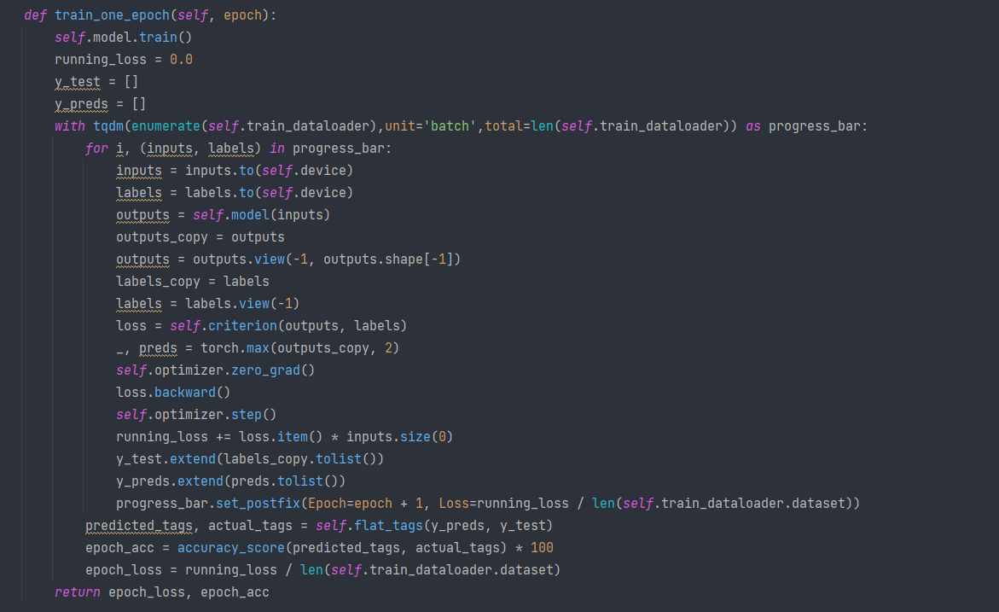 def train_one_epoch(self, epoch):
    self.model.train()
    running_loss = 0.0
    y_test = []
    y_preds = []
    with tqdm(enumerate(self.train_dataloader),unit='batch',total=len(self.train_dataloader)) as progress_bar:
        for i, (inputs, labels) in progress_bar:
            inputs = inputs.to(self.device)
            labels = labels.to(self.device)
            outputs = self.model(inputs)
            outputs_copy = outputs
            outputs = outputs.view(-1, outputs.shape[-1])
            labels_copy = labels
            labels = labels.view(-1)
            loss = self.criterion(outputs, labels)
            _, preds = torch.max(outputs_copy, 2)
            self.optimizer.zero_grad()
            loss.backward()
            self.optimizer.step()
            running_loss += loss.item() * inputs.size(0)
            y_test.extend(labels_copy.tolist())
            y_preds.extend(preds.tolist())
            progress_bar.set_postfix(Epoch=epoch + 1, Loss=running_loss / len(self.train_dataloader.dataset))
        predicted_tags, actual_tags = self.flat_tags(y_preds, y_test)
        epoch_acc = accuracy_score(predicted_tags, actual_tags) * 100
        epoch_loss = running_loss / len(self.train_dataloader.dataset)
    return epoch_loss, epoch_acc